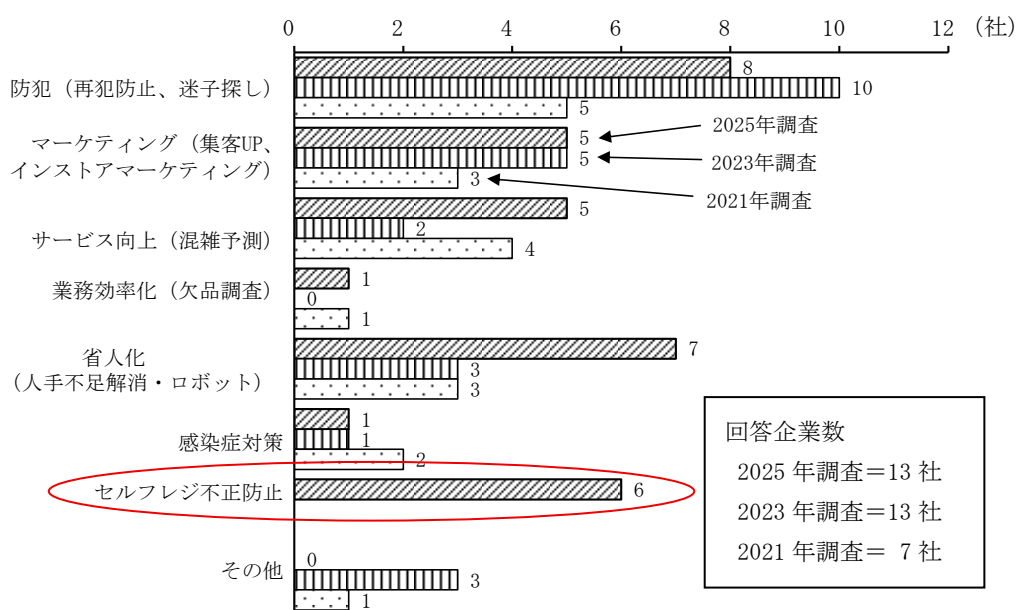 0 2 4 6 8 10 12 (社)
防犯（再犯防止、迷子探し）
8
10
5
マーケティング（集客UP、
インストアマーケティング）
5
5
3
2025年調査
2023年調査
2021年調査
サービス向上（混雑予測）
5
2
4
業務効率化（欠品調査）
1
0
1
省人化
（人手不足解消・ロボット）
7
3
3
感染症対策
1
1
2
セルフレジ不正防止
6
その他
0
3
1
回答企業数
2025 年調査＝13 社
2023 年調査＝13 社
2021 年調査＝ 7 社